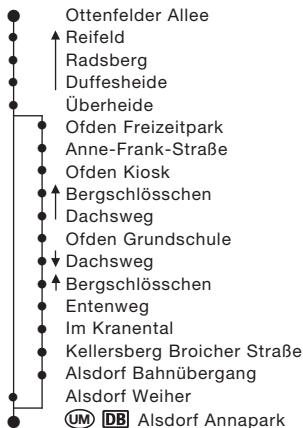 Ottenfelder Allee
Reifeld
Radsberg
Duffesheide
Überheide
Ofden Freizeitpark
Anne-Frank-Straße
Ofden Kiosk
Bergschlösschen
Dachsweg
Ofden Grundschule
Dachsweg
Bergschlösschen
Entenweg
Im Kranental
Kellersberg Broicher Straße
Alsdorf Bahnübergang
Alsdorf Weiher
UM DB Alsdorf Annapark